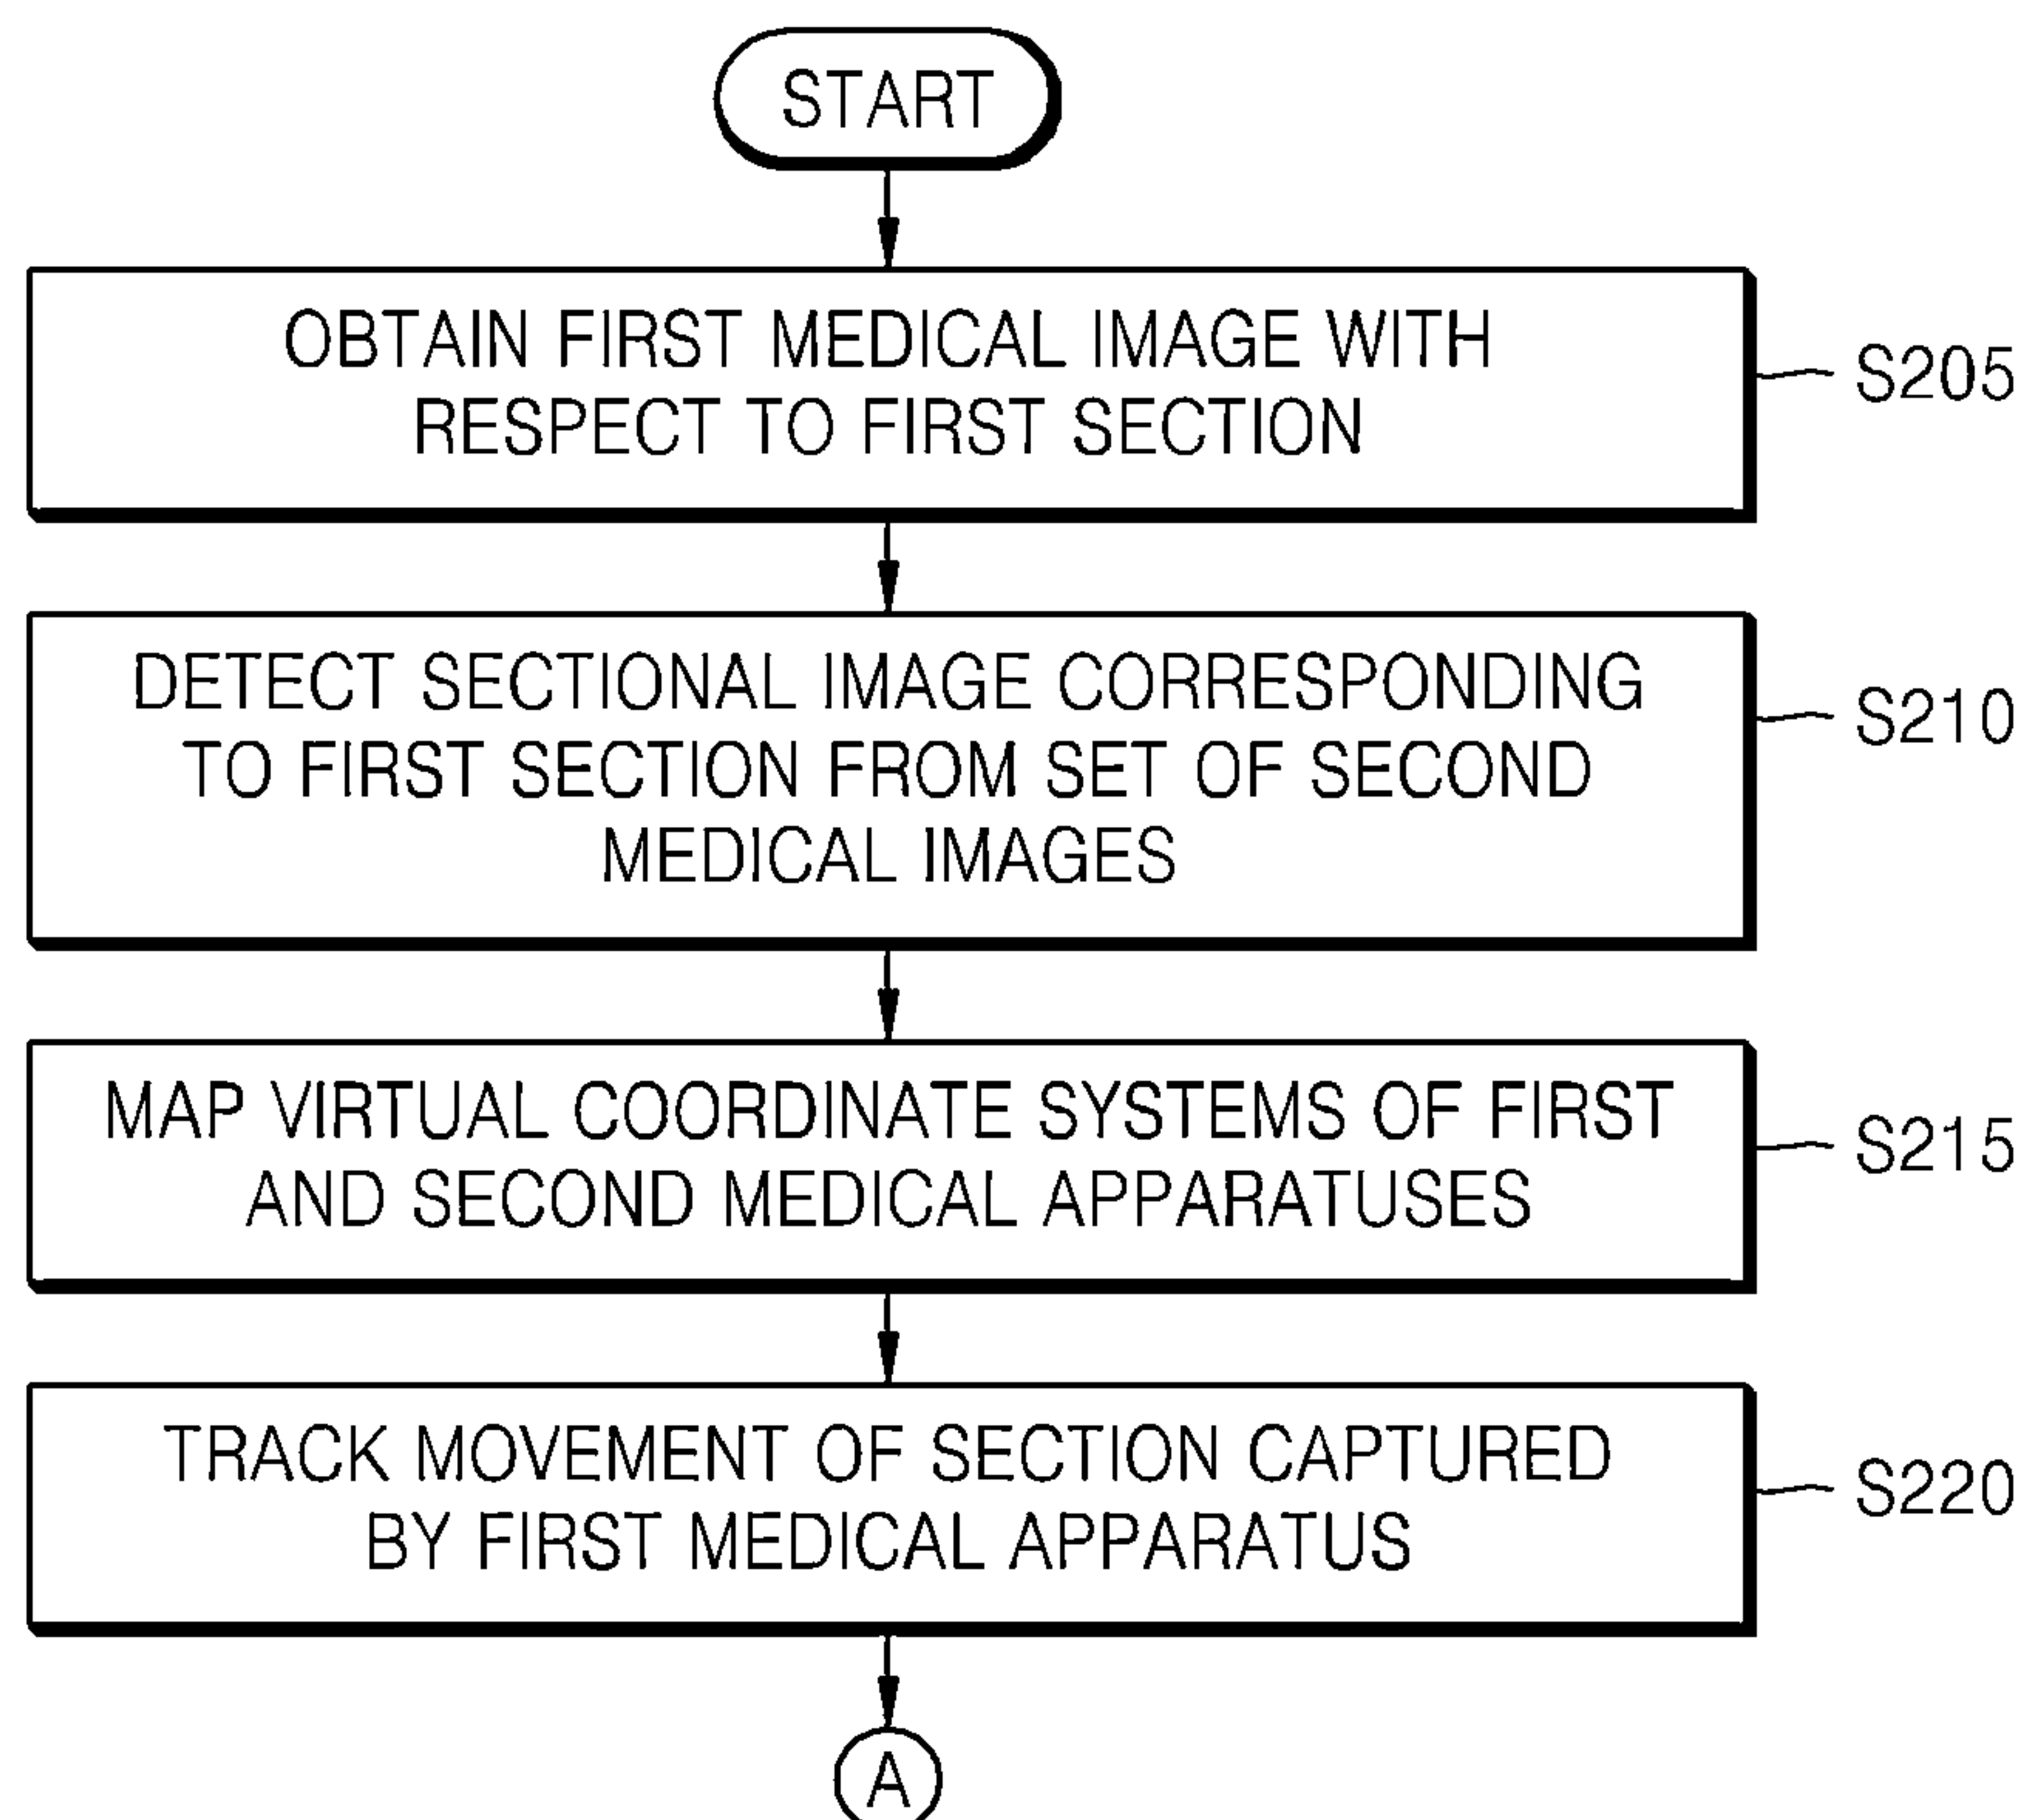 START
OBTAIN FIRST MEDICAL IMAGE WITH
RESPECT TO FIRST SECTION
S205
DETECT SECTIONAL IMAGE CORRESPONDING
TO FIRST SECTION FROM SET OF SECOND
MEDICAL IMAGES
S210
MAP VIRTUAL COORDINATE SYSTEMS OF FIRST
AND SECOND MEDICAL APPARATUSES
S215
TRACK MOVEMENT OF SECTION CAPTURED
BY FIRST MEDICAL APPARATUS
S220
A